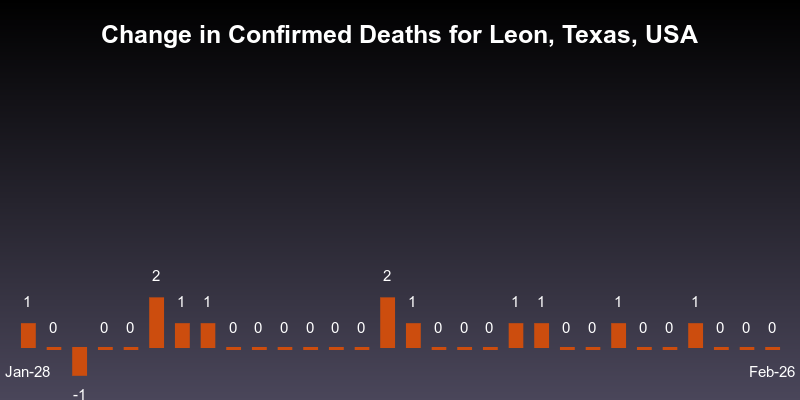 Change in Confirmed Deaths for Leon, Texas, USA
1 0 -1 0 0 2 1 1 0 0 0 0 0 0 2 1 0 0 0 1 1 0 0 1 0 0 1 0 0 0
Jan-28 Feb-26